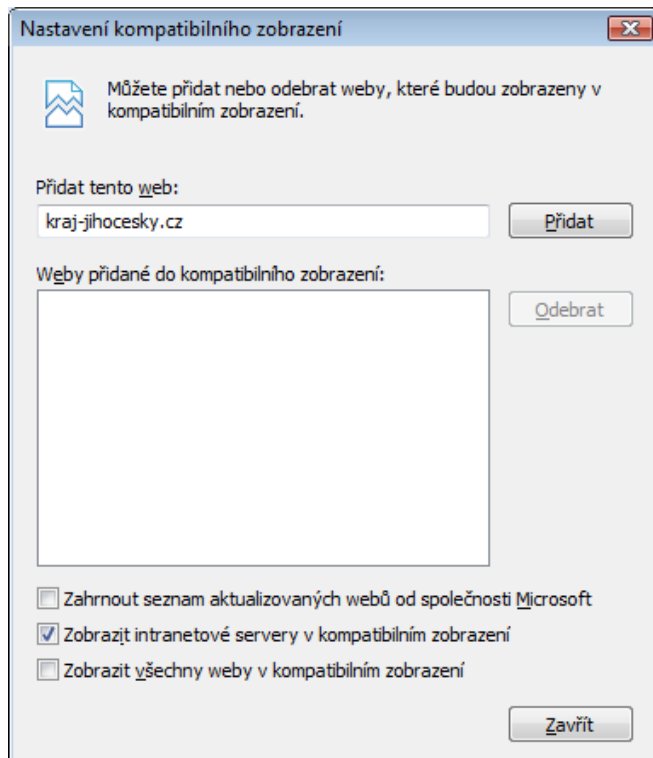 Nastavení kompatibilního zobrazení
Můžete přidat nebo odebrat weby, které budou zobrazeny v
kompatibilním zobrazení.
Přidat tento web:
kraj-jihocesky.cz
Přidat
Weby přidané do kompatibilního zobrazení:
Odebrat
Zahrnout seznam aktualizovaných webů od společnosti Microsoft
Zobrazit intranetové servery v kompatibilním zobrazení
Zobrazit všechny weby v kompatibilním zobrazení
Zavřít